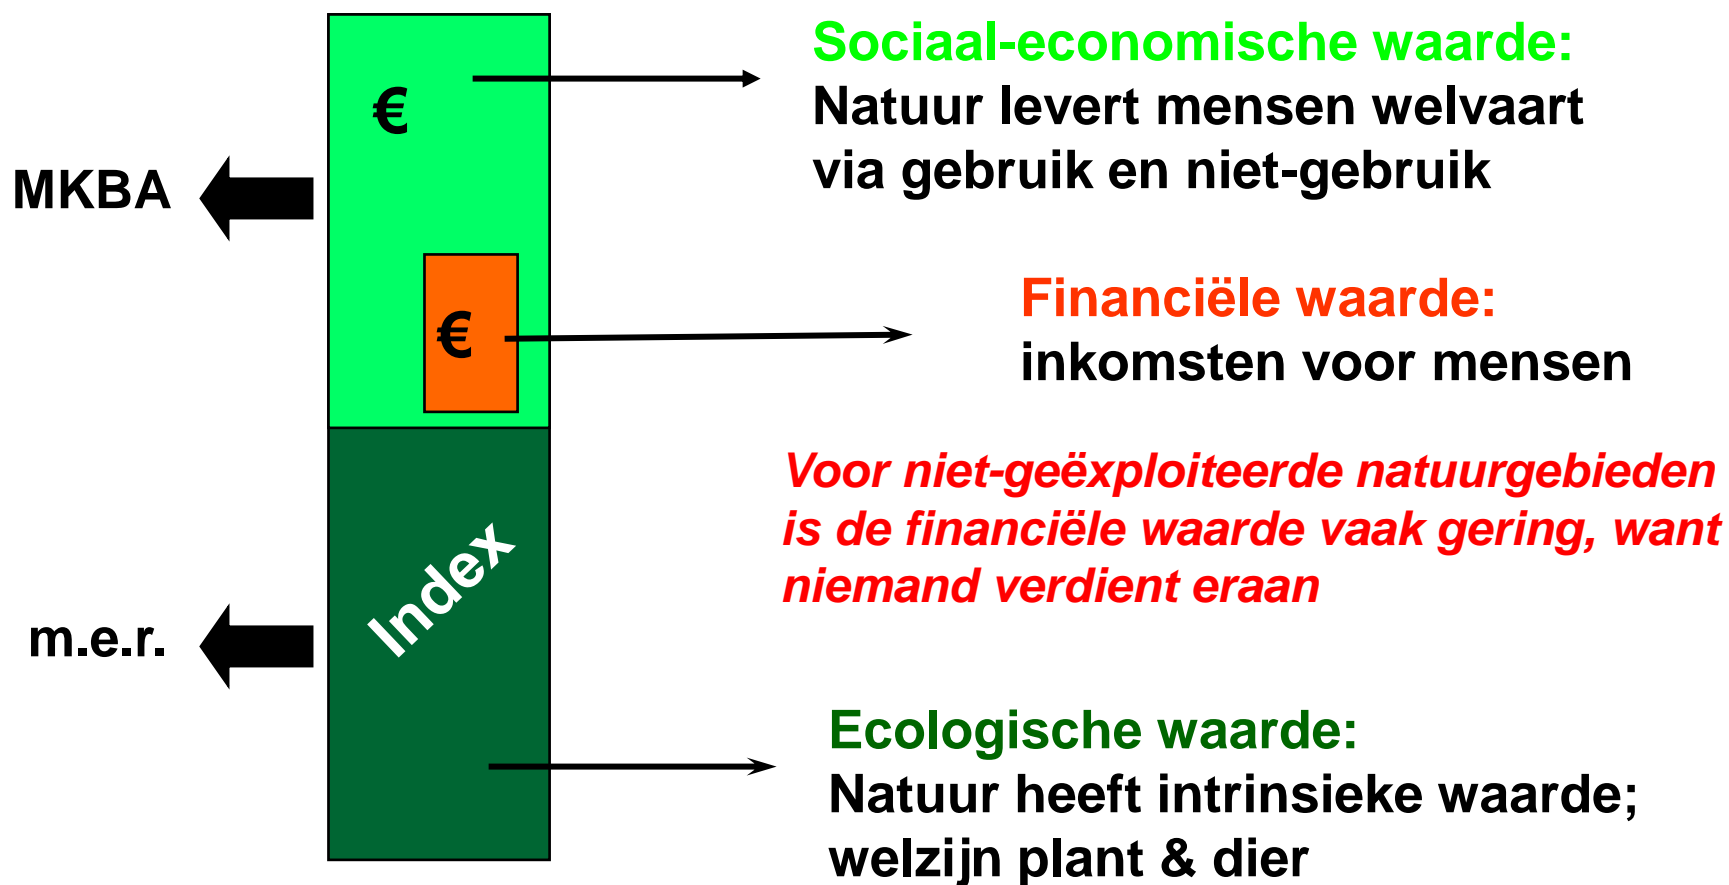 Sociaal-economische waarde:
Natuur levert mensen welvaart
via gebruik en niet-gebruik
€
MKBA
Financiële waarde:
inkomsten voor mensen
€
Voor niet-geëxploiteerde natuurgebieden
is de financiële waarde vaak gering, want
niemand verdient eraan
Index
m.e.r.
Ecologische waarde:
Natuur heeft intrinsieke waarde;
welzijn plant & dier